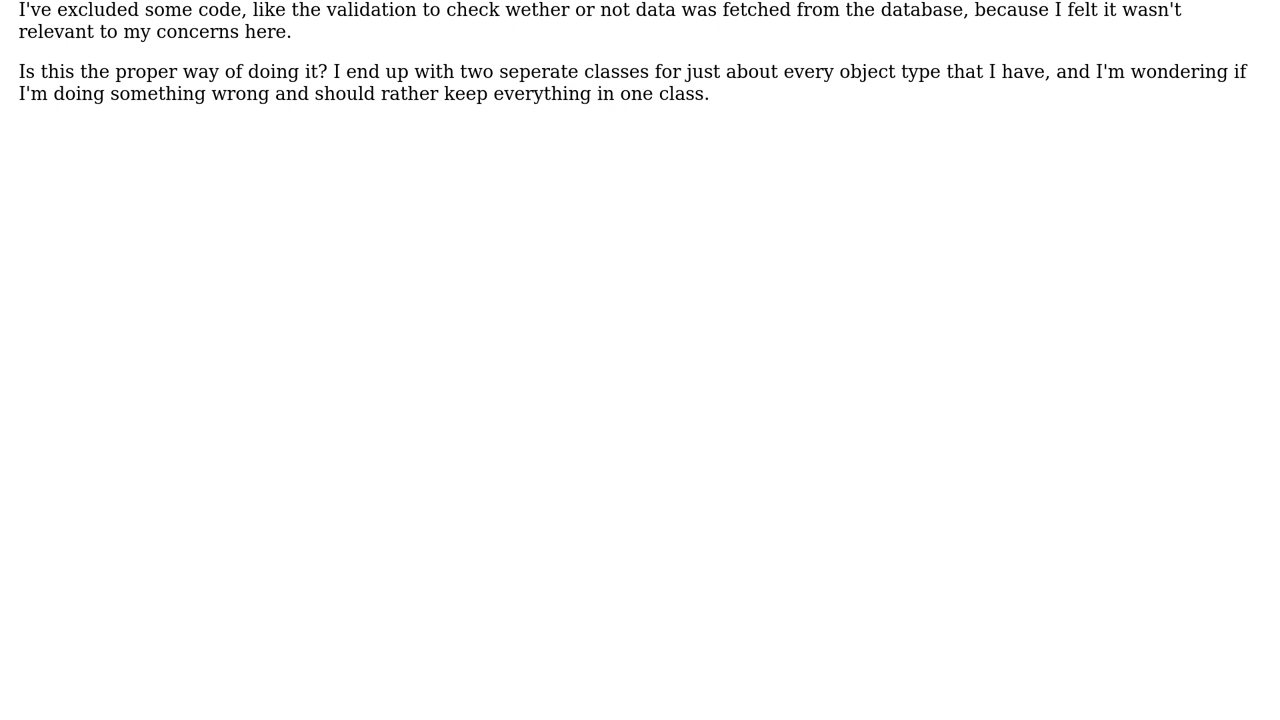 I've excluded some code, like the validation to check wether or not data was fetched from the database, because I felt it wasn't
relevant to my concerns here.
Is this the proper way of doing it? I end up with two seperate classes for just about every object type that I have, and I'm wondering if
I'm doing something wrong and should rather keep everything in one class.